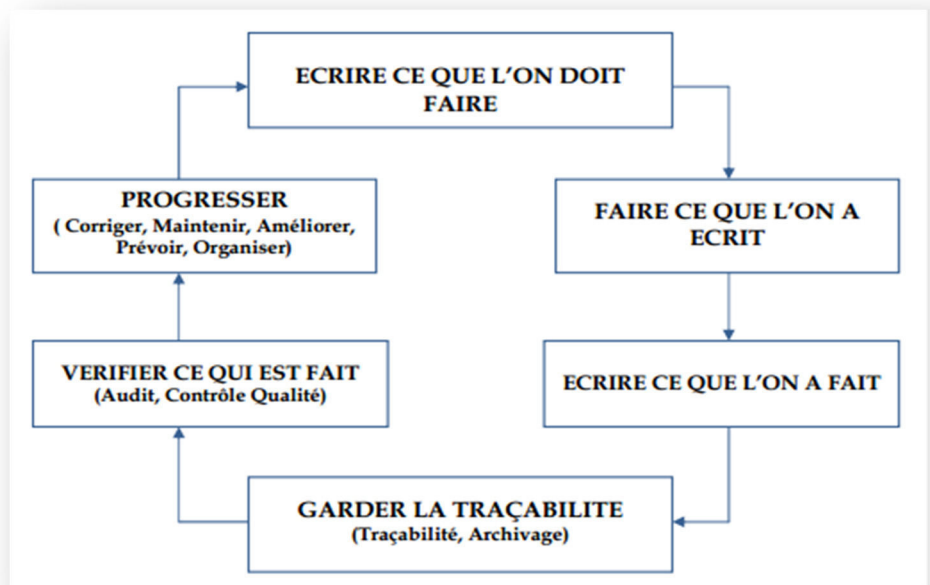 ECRIRE CE QUE L'ON DOIT
FAIRE
FAIRE CE QUE L'ON A
ECRIT
ECRIRE CE QUE L'ON A FAIT
GARDER LA TRAÇABILITE
(Traçabilité, Archivage)
VERIFIER CE QUI EST FAIT
(Audit, Contrôle Qualité)
PROGRESSER
( Corriger, Maintenir, Améliorer,
Prévoir, Organiser)